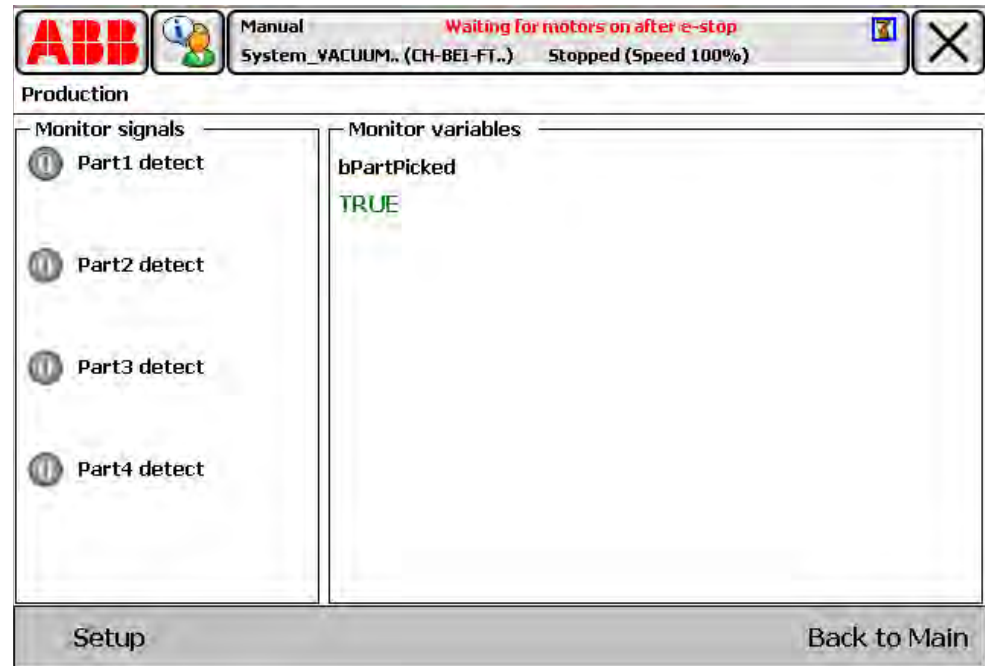 ABB
Manual Waiting for motors on after e-stop
System_VACUUM.. (CH-BEI-FT..) Stopped (Speed 100%)
Production
Monitor signals
Part1 detect
Part2 detect
Part3 detect
Part4 detect
Monitor variables
bPartPicked
TRUE
Setup
Back to Main